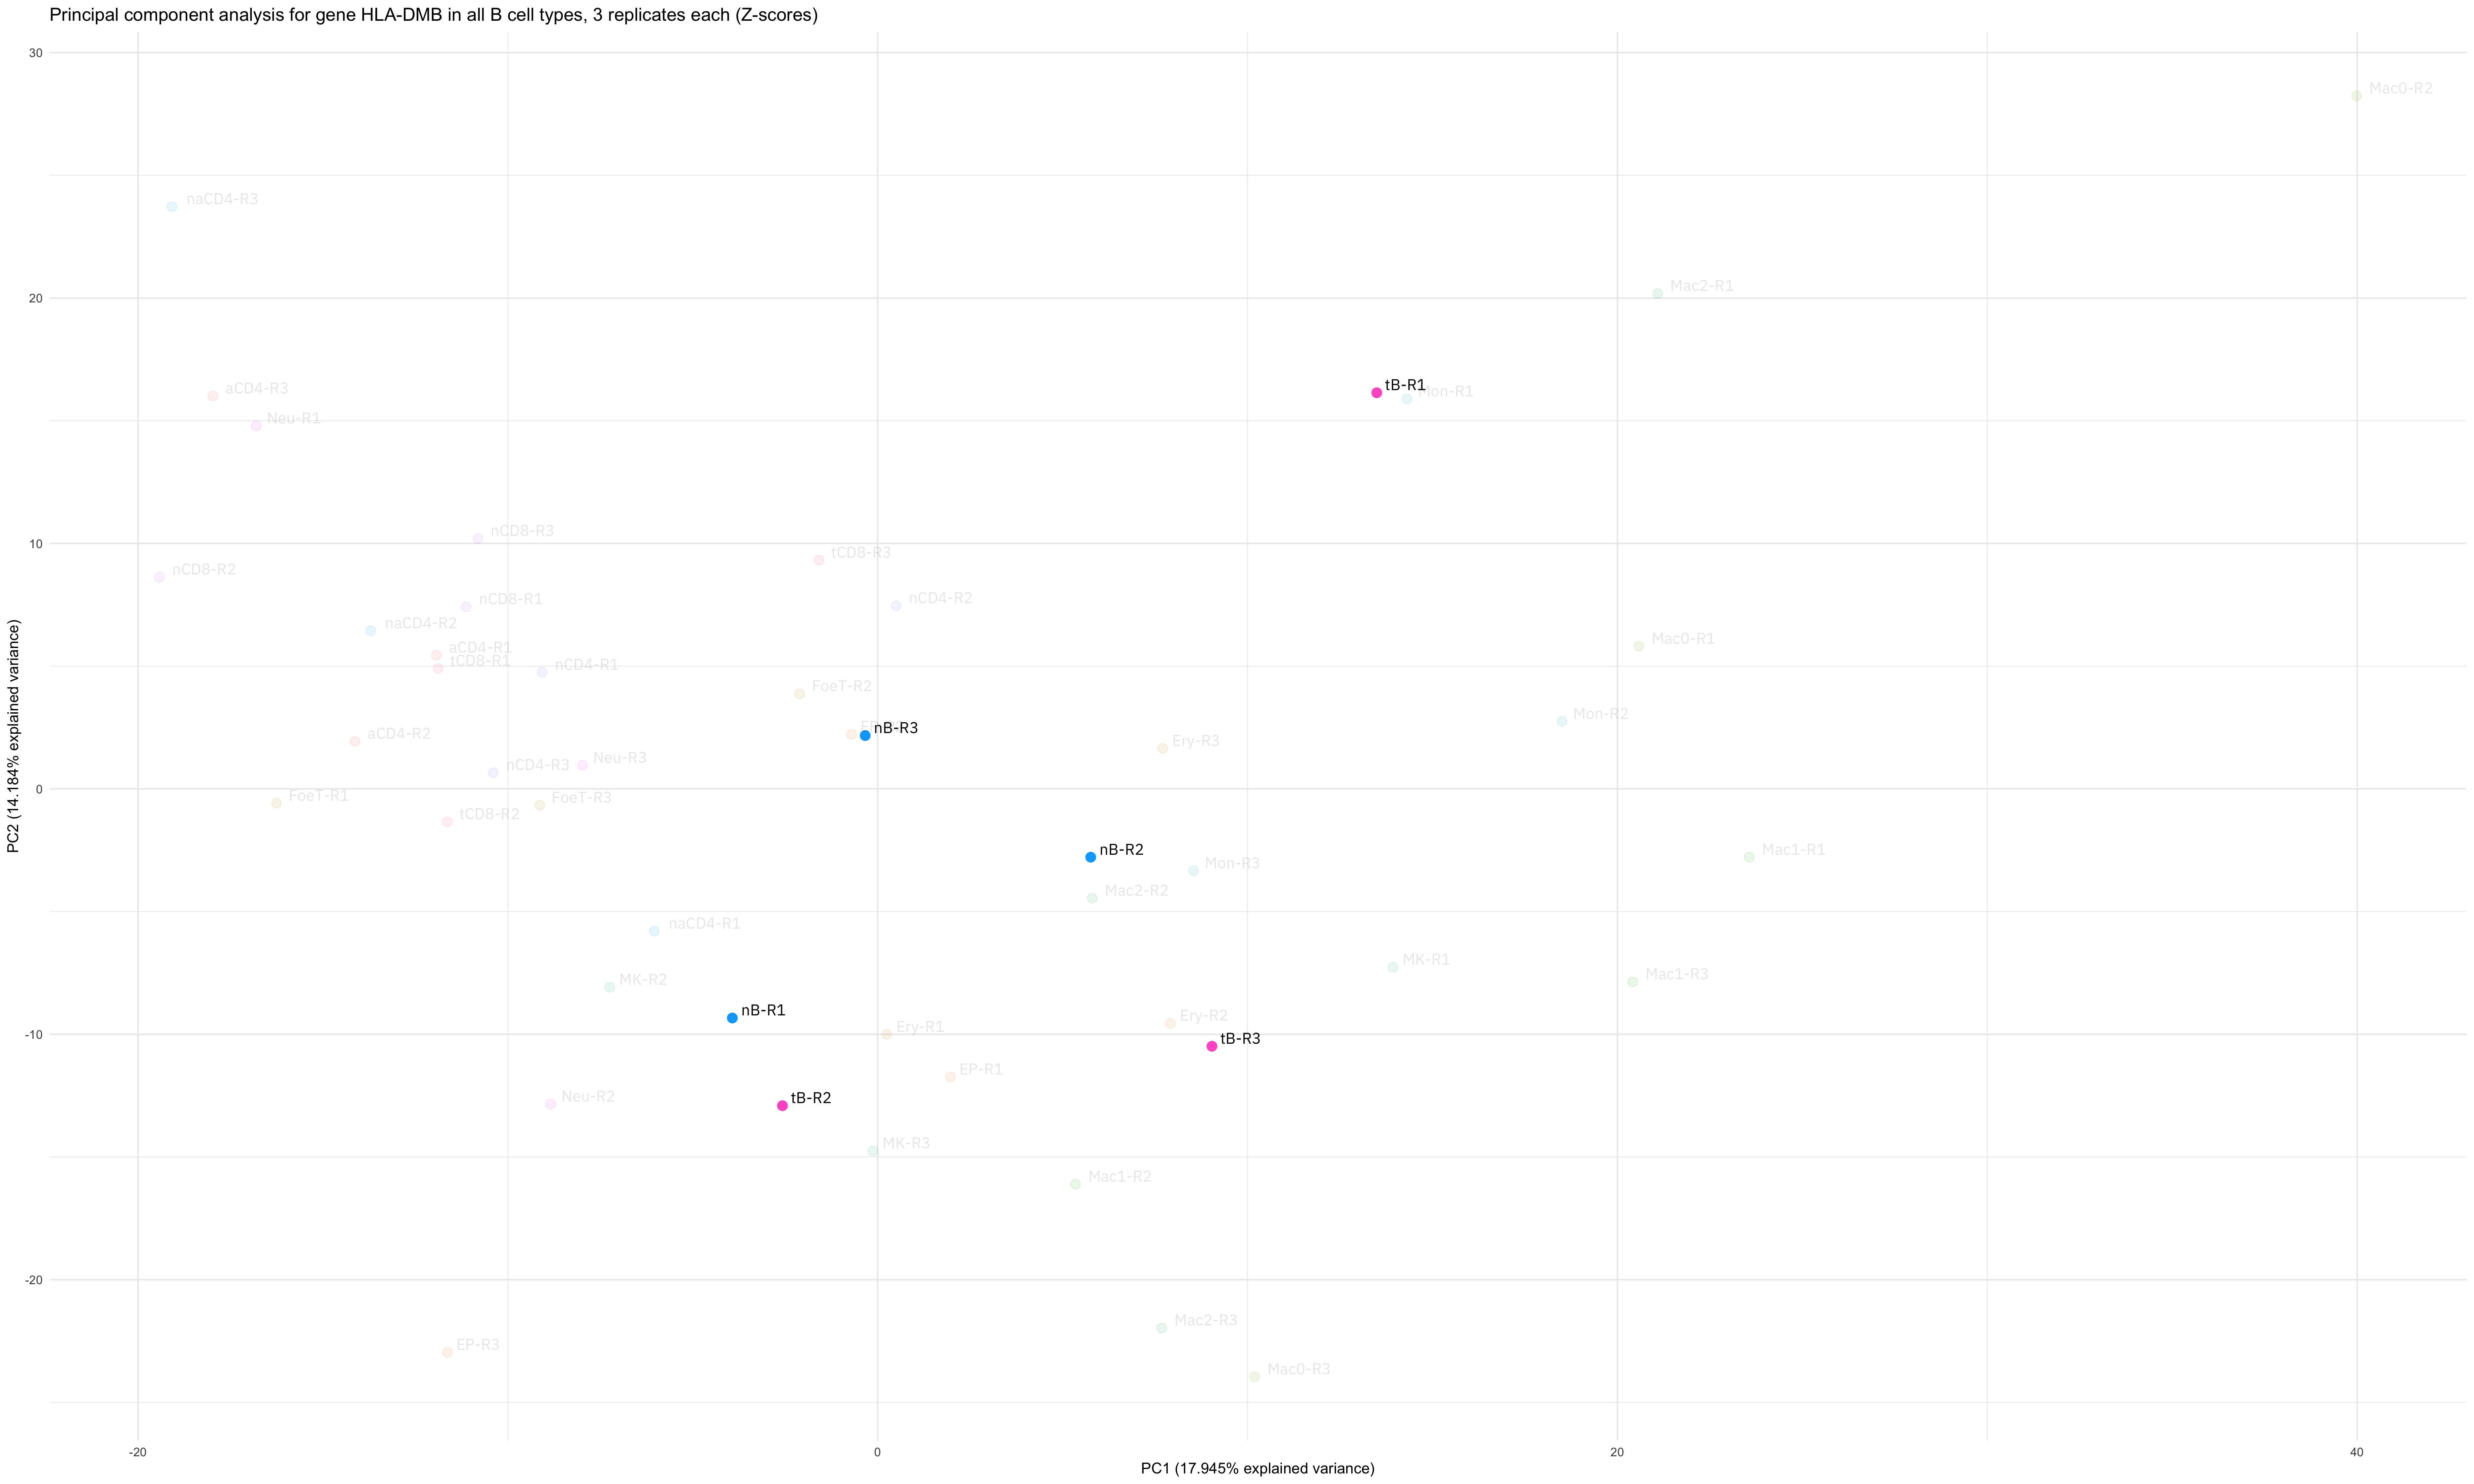 Principal component analysis for gene HLA-DMB in all B cell types, 3 replicates each (Z-scores)
30
Mac0-R2
naCD4-R3
20
Mac2-R1
aCD4-R3
tB-R1
Mon-R1
Neu-R1
nCD8-R3
10
tCD8-R3
nCD8-R2
nCD8-R1
nCD4-R2
naCD4-R2
aCD4-R1
Mac0-R1
tCD8-R1
nCD4-R1
FoeT-R2
Mon-R2
nB-R3
aCD4-R2
Ery-R3
Neu-R3
nCD4-R3
0
FoeT-R1
FoeT-R3
tCD8-R2
PC2 (14.184% explained variance)
nB-R2
Mac1-R1
Mon-R3
Mac2-R2
naCD4-R1
MK-R1
Mac1-R3
MK-R2
nB-R1
Ery-R2
Ery-R1
-10
tB-R3
EP-R1
Neu-R2
tB-R2
MK-R3
Mac1-R2
-20
Mac2-R3
EP-R3
Mac0-R3
-20
0
20
40
PC1 (17.945% explained variance)